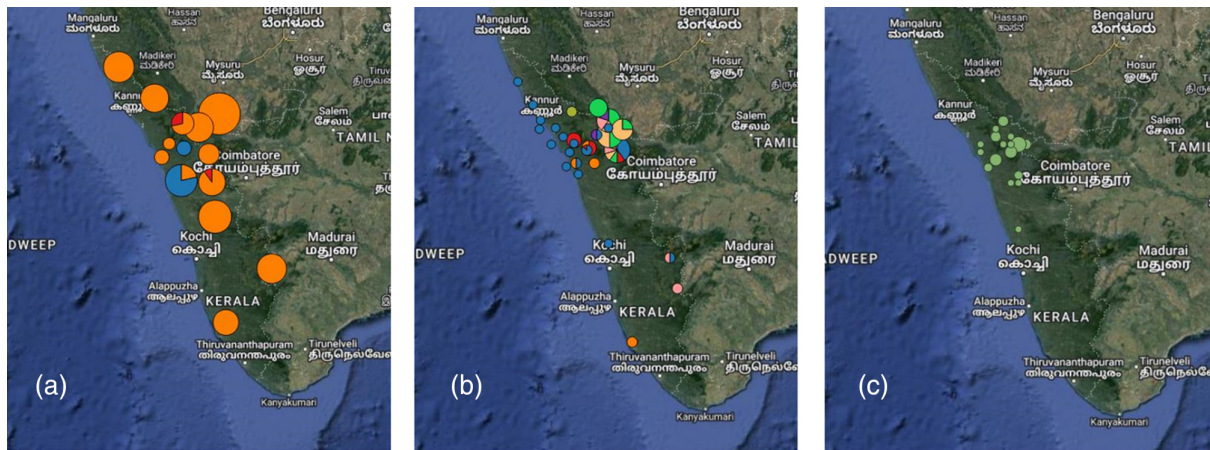 Mangaluru
ಮಂಗಳೂರು
Hassan
ಹಾಸನ
Bengaluru
ಬೆಂಗಳೂರು
Madikeri
ಮಡಿಕೇರಿ
Mysuru
ಮೈಸೂರು
Hosur
ஓசூர்
Kannu
കണ്ണൂ
Salem
சேலம்
TAMIL N
Coimbatore
கோயம்புத்தூர்
DWEEP
Kochi
കൊച്ചി
Madurai
மதுரை
Alappuzha
ആലപ്പുഴ
KERALA
Thiruvananthapuram
തിരുവനന്തപുരം
Tirunelveli
திருநெல்வே
Kanyakumari
(a)
Mangaluru
ಮಂಗಳೂರು
Hassan
ಹಾಸನ
Bengaluru
ಬೆಂಗಳೂರು
Madikeri
ಮಡಿಕೇರಿ
Mysuru
ಮೈಸೂರು
Hosur
ஓசூர்
Kannur
കണ്ണൂർ
Salem
சேலம்
TAMIL
Coimbatore
கோயம்புத்தூர்
DWEEP
Kochi
കൊച്ചി
Madurai
மதுரை
Alappuzha
ആലപ്പുഴ
KERALA
Thiruvananthapuram
തിരുവനന്തപുരം
Tirunelveli
திருநெல்
Kanyakumari
(b)
Mangaluru
ಮಂಗಳೂರು
Hassan
ಹಾಸನ
Bengaluru
ಬೆಂಗಳೂರು
Madikeri
ಮಡಿಕೇರಿ
Mysuru
ಮೈಸೂರು
Hosur
ஓசூர்
Kannur
കണ്ണൂർ
Salem
சேலம்
TAMIL
Coimbatore
கோயம்புத்தூர்
ADWEEP
Kochi
കൊച്ചി
Madurai
மதுரை
Alappuzha
ആലപ്പുഴ
KERALA
Thiruvananthapuram
തിരുവനന്തപുരം
Tirunelveli
திருநெல்
Kanyakumari
(c)